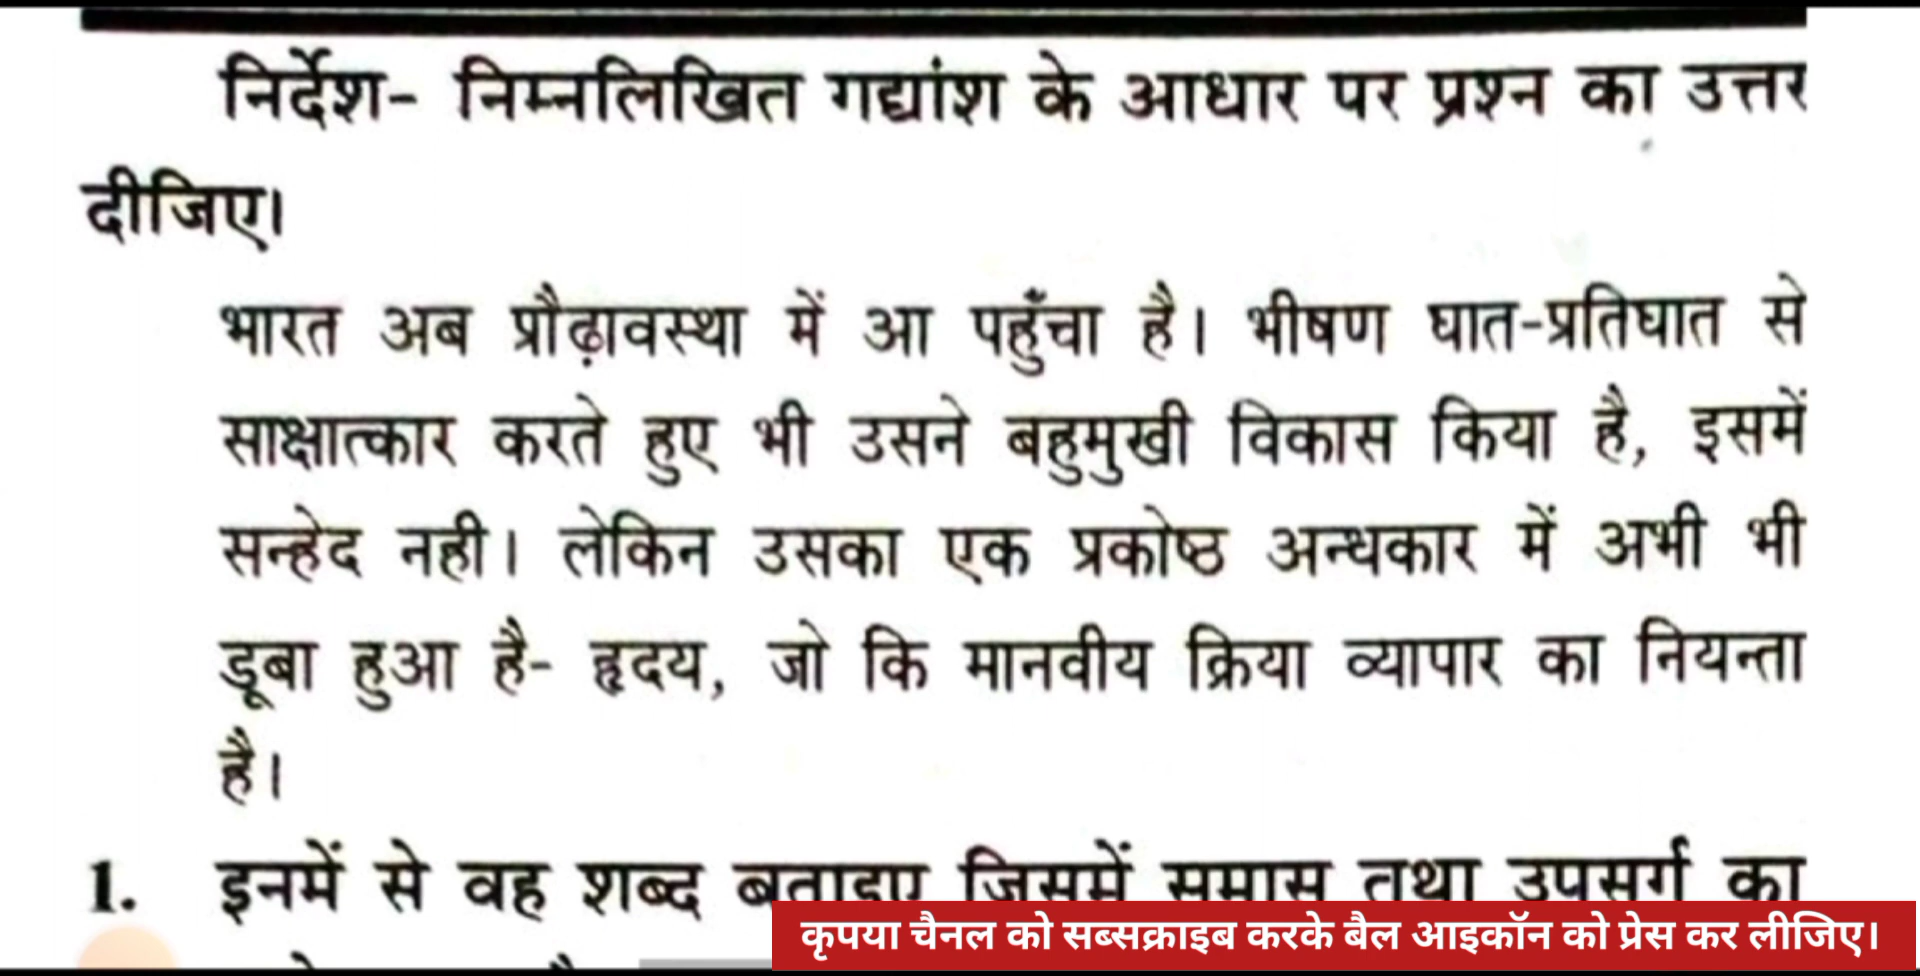 निर्देश- निम्नलिखित गद्यांश के आधार पर प्रश्न का उत्तर
दीजिए।
भारत अब प्रौढ़ावस्था में आ पहुँचा है। भीषण घात-प्रतिघात से
साक्षात्कार करते हुए भी उसने बहुमुखी विकास किया है, इसमें
सन्हेद नही। लेकिन उसका एक प्रकोष्ठ अन्धकार में अभी भी
डूबा हुआ है- हृदय, जो कि मानवीय क्रिया व्यापार का नियन्ता
है।
1. इनमें से वह शब्द बताइए जिसमें समास तथा उपसर्ग का
कृपया चैनल को सब्सक्राइब करके बैल आइकॉन को प्रेस कर लीजिए।